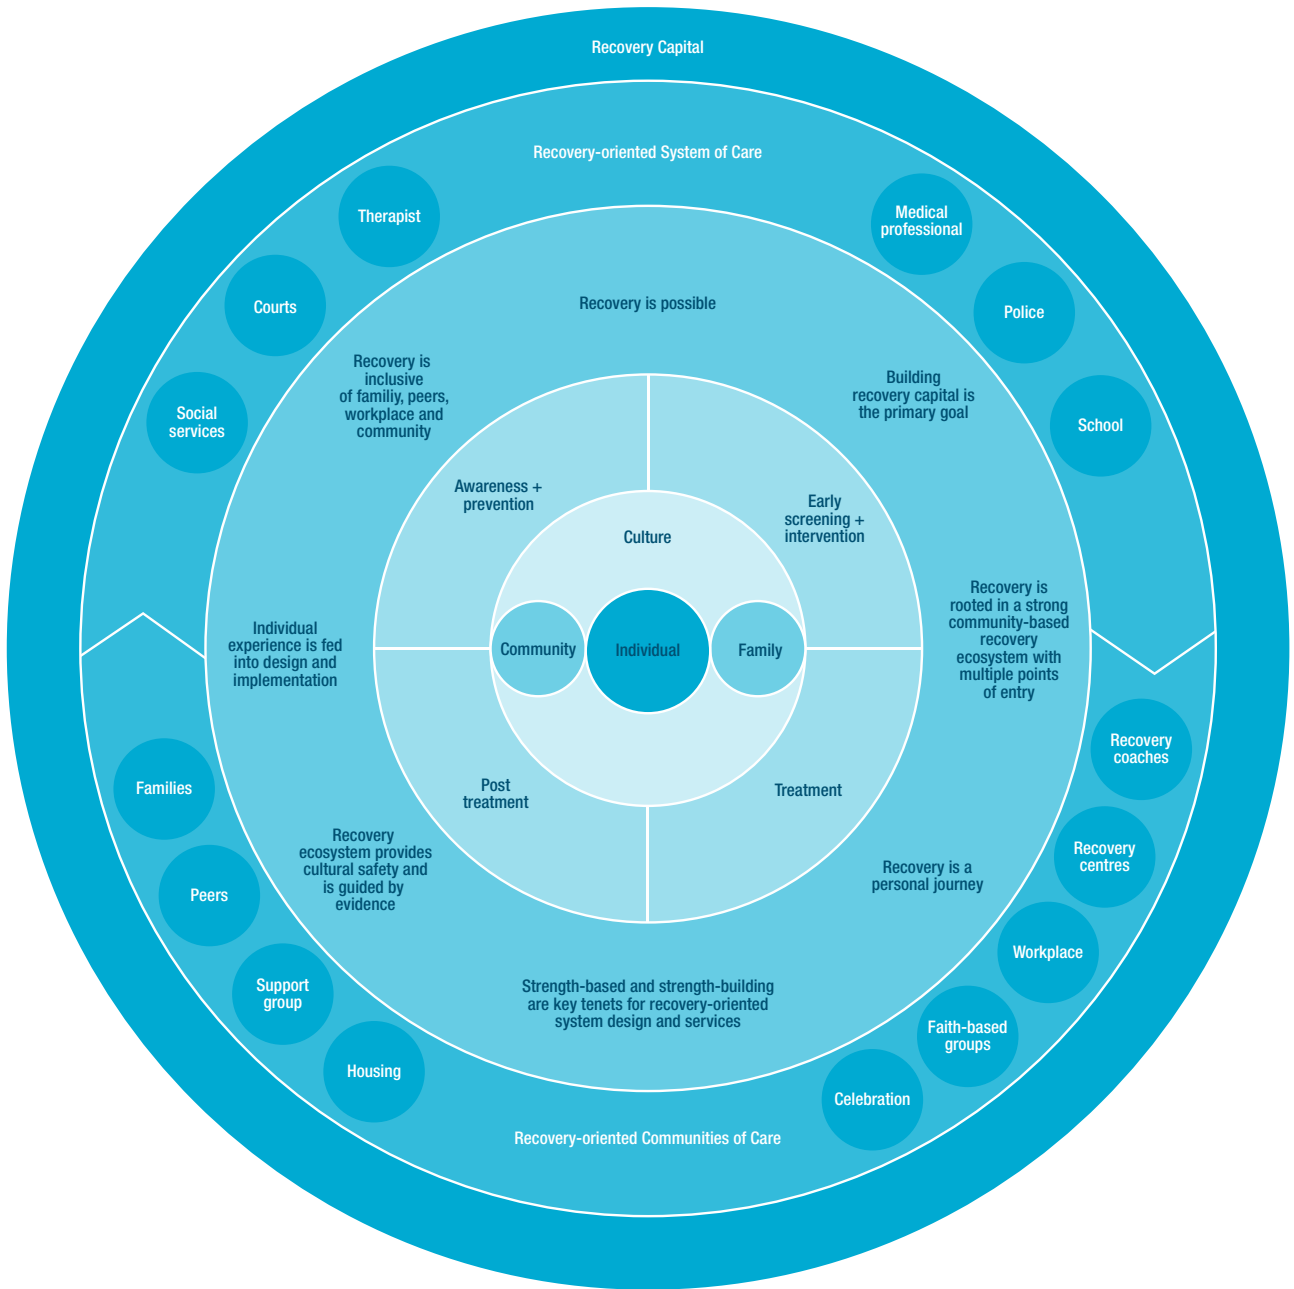 Recovery Capital
Recovery-oriented System of Care
Therapist
Medical
professional
Courts
Police
Social
services
School
Recovery is possible
Recovery is
inclusive
of familiy, peers,
workplace and
community
Building
recovery capital is
the primary goal
Awareness +
prevention
Early
screening +
intervention
Culture
Individual
experience is fed
into design and
implementation
Community
Individual
Family
Recovery is
rooted in a strong
community-based
recovery
ecosystem with
multiple points
of entry
Post
treatment
Treatment
Recovery
ecosystem provides
cultural safety and
is guided by
evidence
Recovery is a
personal journey
Strength-based and strength-building
are key tenets for recovery-oriented
system design and services
Families
Peers
Support
group
Housing
Recovery
coaches
Recovery
centres
Workplace
Faith-based
groups
Celebration
Recovery-oriented Communities of Care